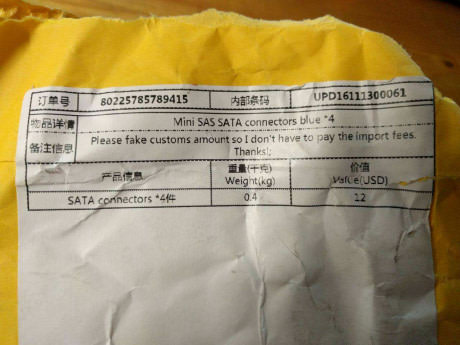 订单号 80225785789415 内部条码 UPD16111300061
物品详情 Mini SAS SATA connectors blue *4
备注信息 Please fake customs amount so I don't have to pay the import fees.
Thanks!;
产品信息 重量(千克) 价值
Weight(kg) Value(USD)
SATA connectors *4件 0.4 12